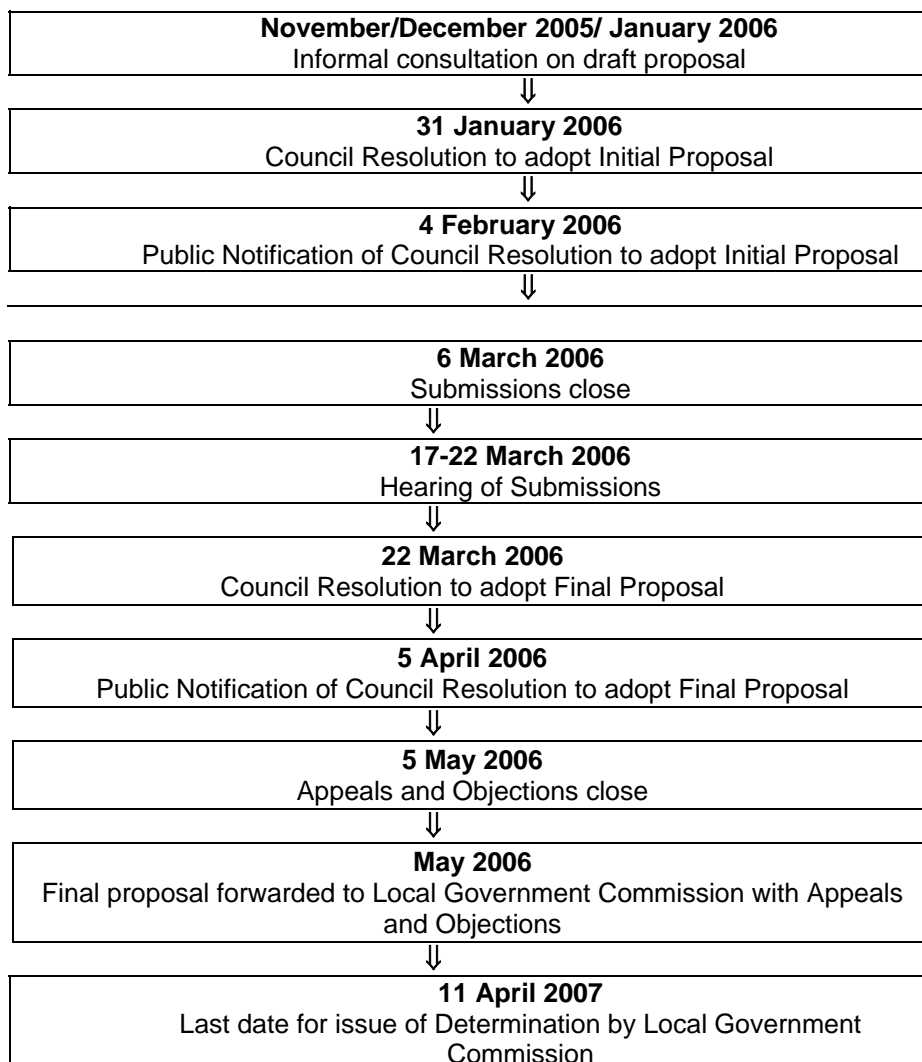 November/December 2005/ January 2006
Informal consultation on draft proposal
⇓
31 January 2006
Council Resolution to adopt Initial Proposal
⇓
4 February 2006
Public Notification of Council Resolution to adopt Initial Proposal
⇓
6 March 2006
Submissions close
⇓
17-22 March 2006
Hearing of Submissions
⇓
22 March 2006
Council Resolution to adopt Final Proposal
⇓
5 April 2006
Public Notification of Council Resolution to adopt Final Proposal
⇓
5 May 2006
Appeals and Objections close
⇓
May 2006
Final proposal forwarded to Local Government Commission with Appeals
and Objections
⇓
11 April 2007
Last date for issue of Determination by Local Government
Commission